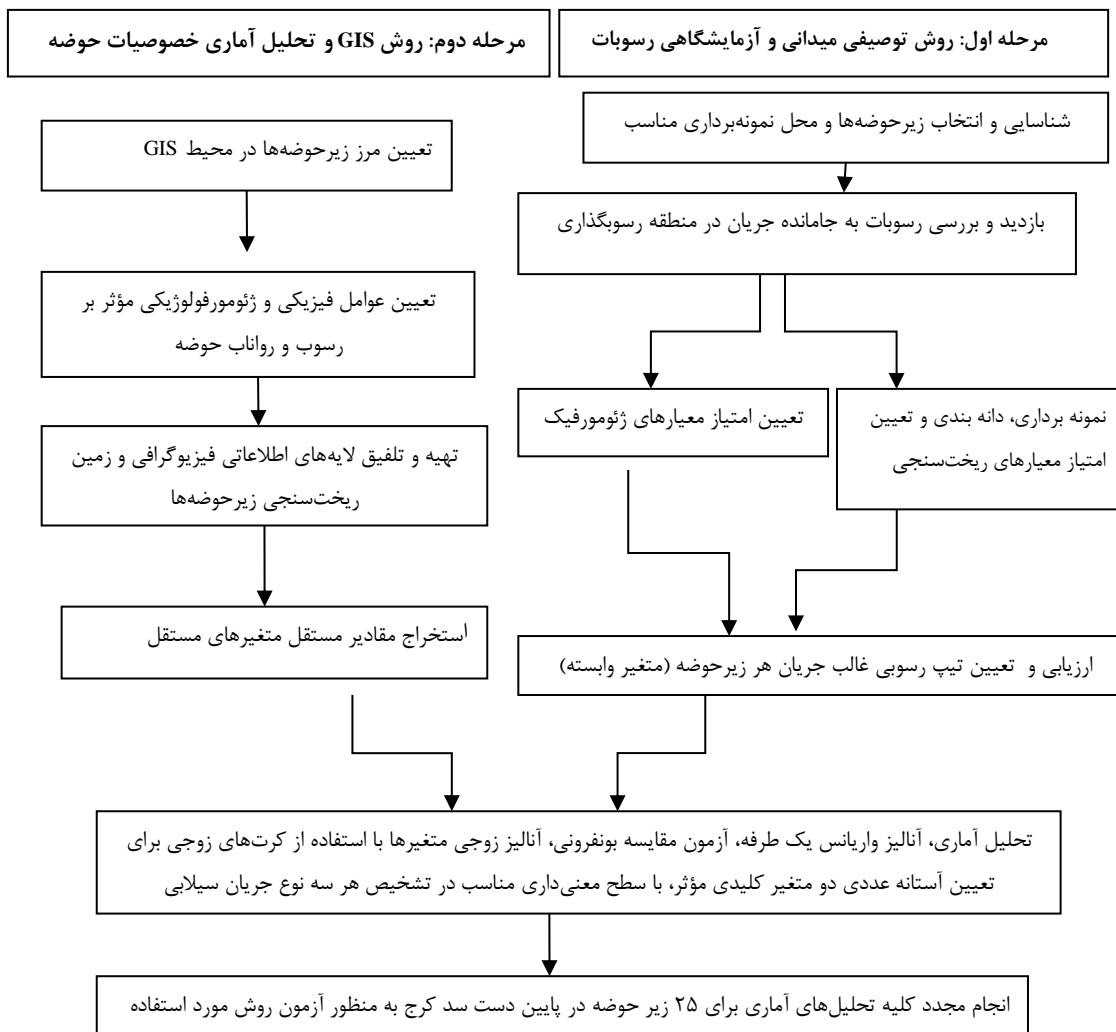 مرحله اول: روش توصیفی میدانی و آزمایشگاهی رسوبات
مرحله دوم: روش GIS و تحلیل آماری خصوصیات حوضه
شناسایی و انتخاب زیرحوضه‌ها و محل نمونه‌برداری مناسب
تعیین مرز زیرحوضه‌ها در محیط GIS
بازدید و بررسی رسوبات به جامانده جریان در منطقه رسوبگذاری
تعیین عوامل فیزیکی و ژئومورفولوژیکی مؤثر بر
رسوب و رواناب حوضه
نمونه برداری، دانه بندی و تعیین
امتیاز معیارهای ریخت‌سنجی
تعیین امتیاز معیارهای ژئومورفیک
تهیه و تلفیق لایه‌های اطلاعاتی فیزیوگرافی و زمین
ریخت‌سنجی زیرحوضه‌ها
استخراج مقادیر مستقل متغیرهای مستقل
ارزیابی و تعیین تیپ رسوبی غالب جریان هر زیرحوضه (متغیر وابسته)
تحلیل آماری، آنالیز واریانس یک طرفه، آزمون مقایسه بونفرونی، آنالیز زوجی متغیرها با استفاده از کرت‌های زوجی برای
تعیین آستانه عددی دو متغیر کلیدی مؤثر، با سطح معنی‌داری مناسب در تشخیص هر سه نوع جریان سیلابی
انجام مجدد کلیه تحلیل‌های آماری برای ۲۵ زیر حوضه در پایین دست سد کرج به منظور آزمون روش مورد استفاده